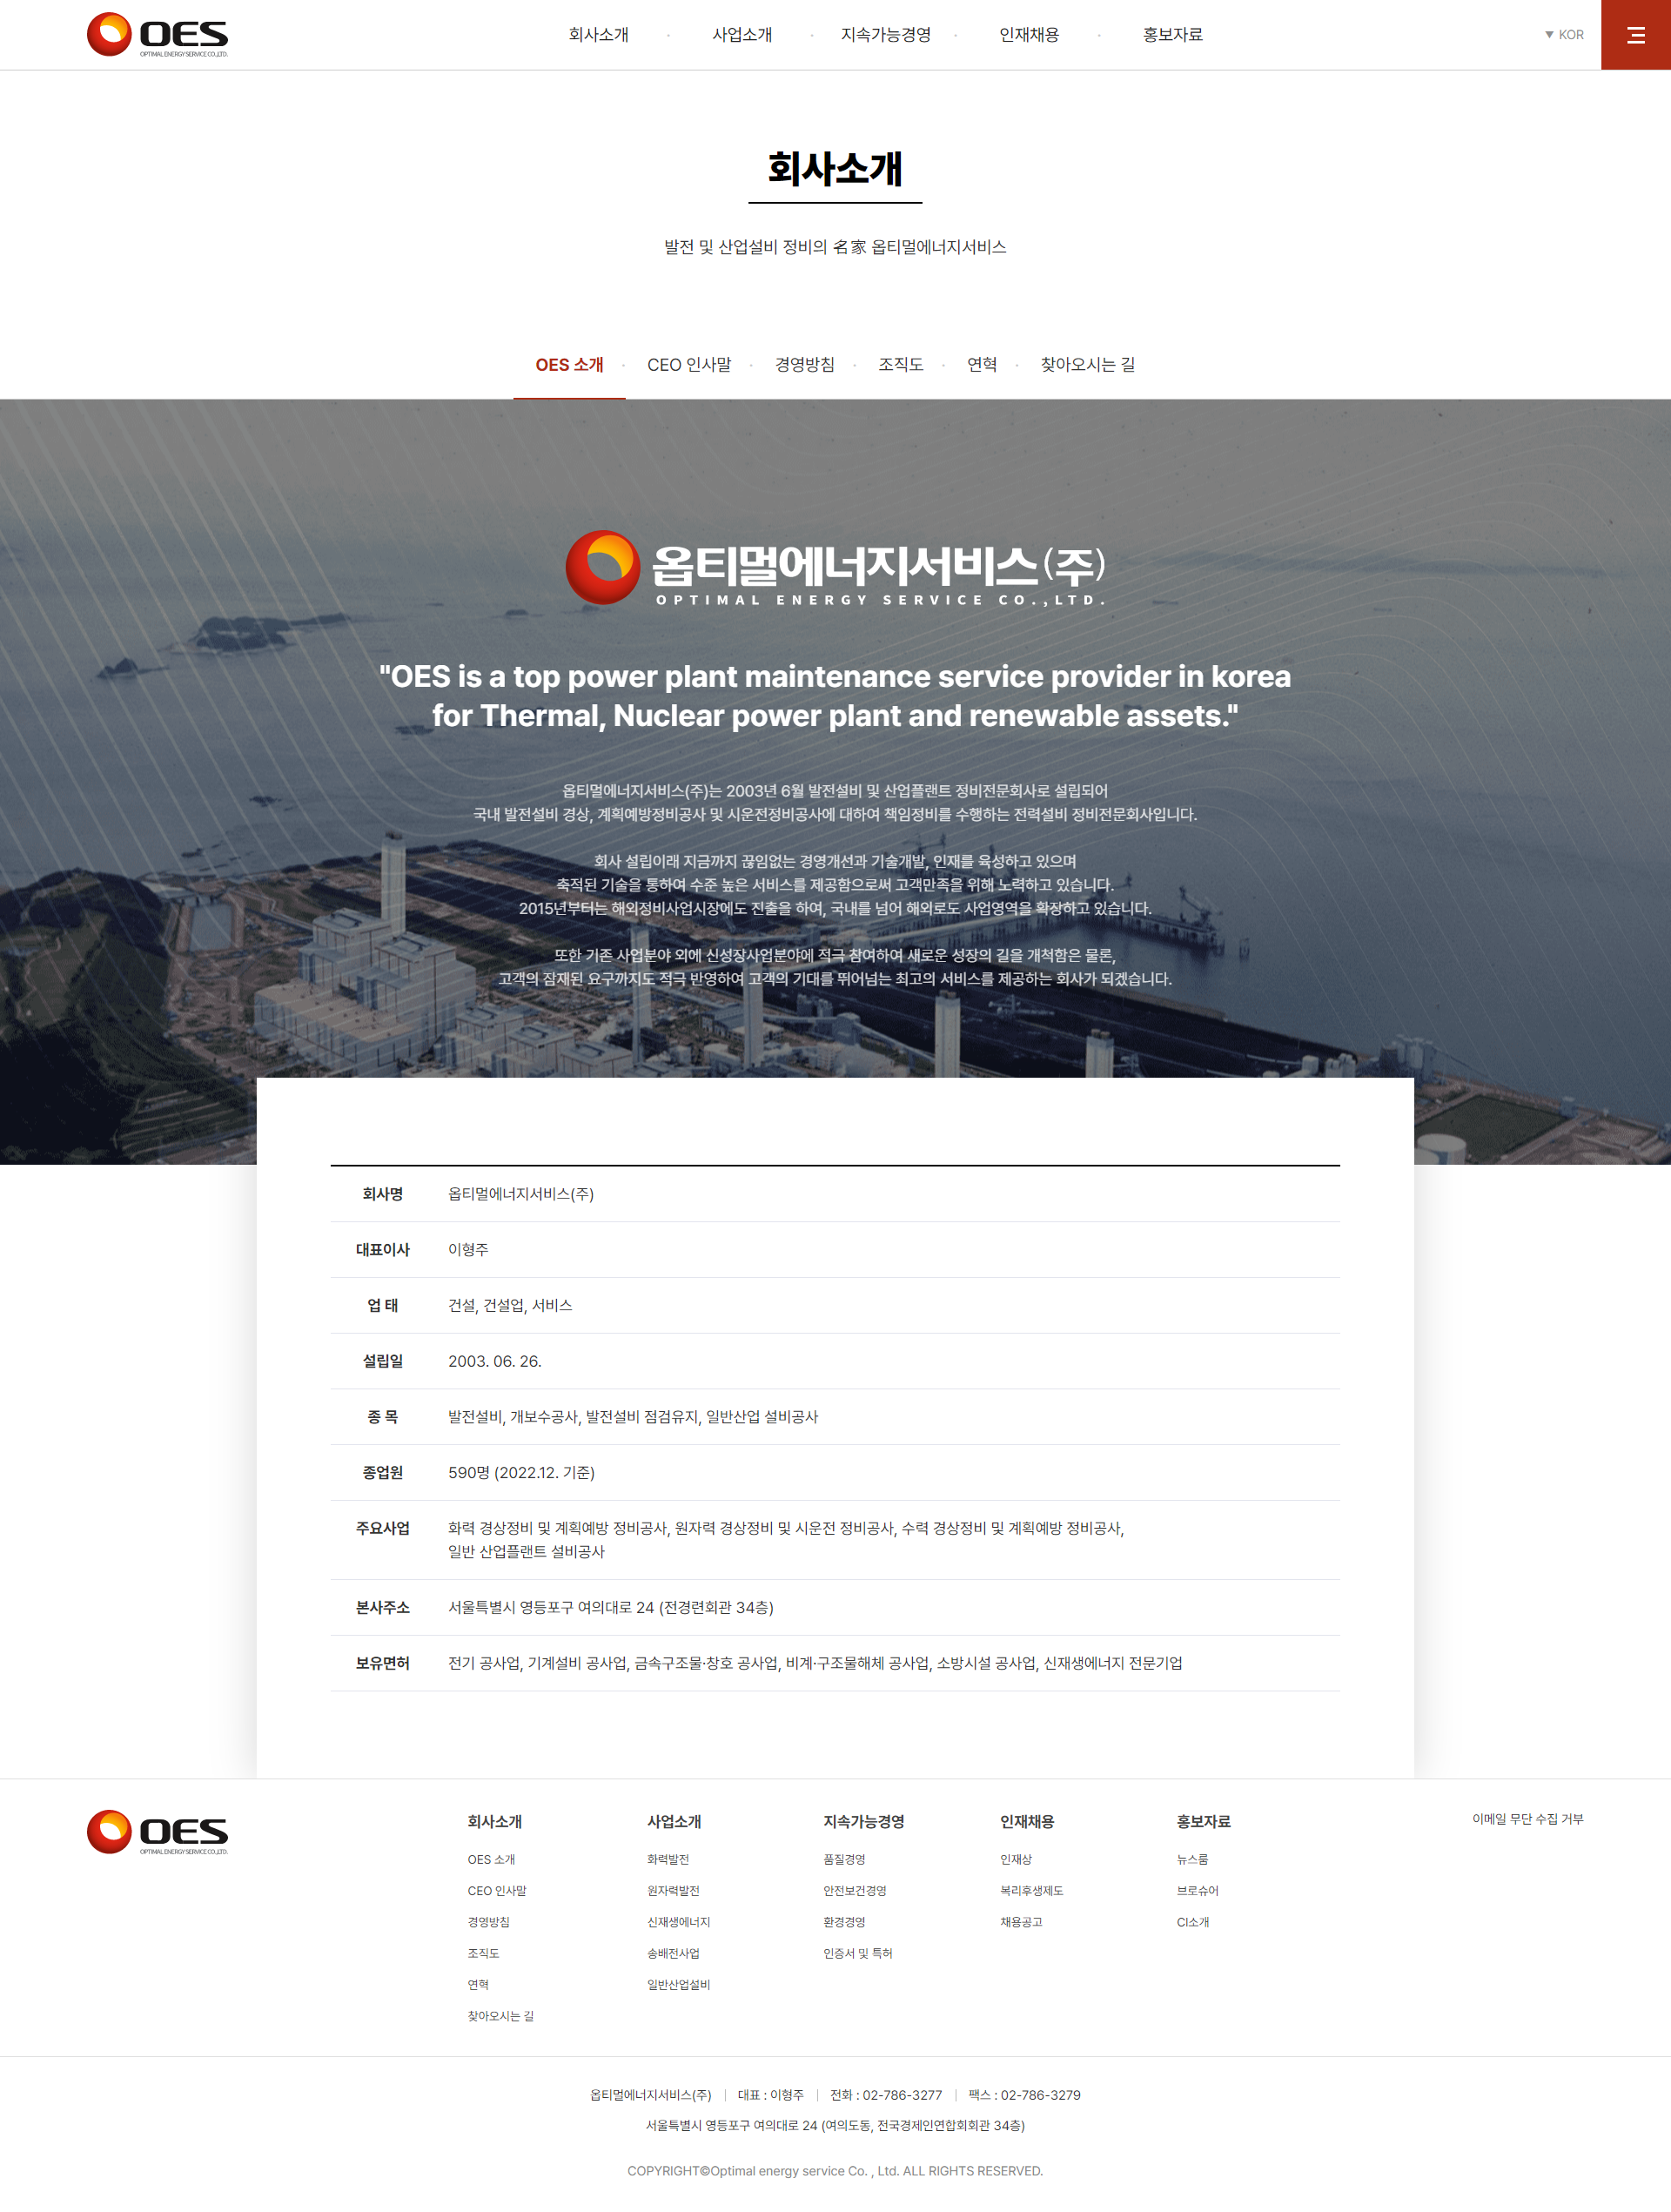 OES
OPTIMAL ENERGY SERVICE CO.,LTD.
회사소개
사업소개
지속가능경영
인재채용
홍보자료
▼ KOR
회사소개
발전 및 산업설비 정비의 名家 옵티멀에너지서비스
OES 소개
CEO 인사말
경영방침
조직도
연혁
찾아오시는 길
옵티멀에너지서비스(주)
OPTIMAL ENERGY SERVICE CO.,LTD.
"OES is a top power plant maintenance service provider in korea
for Thermal, Nuclear power plant and renewable assets."
옵티멀에너지서비스(주)는 2003년 6월 발전설비 및 산업플랜트 정비전문회사로 설립되어
국내 발전설비 경상, 계획예방정비공사 및 시운전정비공사에 대하여 책임정비를 수행하는 전력설비 정비전문회사입니다.
회사 설립이래 지금까지 끊임없는 경영개선과 기술개발, 인재를 육성하고 있으며
축적된 기술을 통하여 수준 높은 서비스를 제공함으로써 고객만족을 위해 노력하고 있습니다.
2015년부터는 해외정비사업시장에도 진출을 하여, 국내를 넘어 해외로도 사업영역을 확장하고 있습니다.
또한 기존 사업분야 외에 신성장사업분야에 적극 참여하여 새로운 성장의 길을 개척함은 물론,
고객의 잠재된 요구까지도 적극 반영하여 고객의 기대를 뛰어넘는 최고의 서비스를 제공하는 회사가 되겠습니다.
회사명 옵티멀에너지서비스(주)
대표이사 이형주
업 태 건설, 건설업, 서비스
설립일 2003. 06. 26.
종 목 발전설비, 개보수공사, 발전설비 점검유지, 일반산업 설비공사
종업원 590명 (2022.12. 기준)
주요사업 화력 경상정비 및 계획예방 정비공사, 원자력 경상정비 및 시운전 정비공사, 수력 경상정비 및 계획예방 정비공사,
일반 산업플랜트 설비공사
본사주소 서울특별시 영등포구 여의대로 24 (전경련회관 34층)
보유면허 전기 공사업, 기계설비 공사업, 금속구조물·창호 공사업, 비계·구조물해체 공사업, 소방시설 공사업, 신재생에너지 전문기업
OES
OPTIMAL ENERGY SERVICE CO.,LTD.
회사소개
OES 소개
CEO 인사말
경영방침
조직도
연혁
찾아오시는 길
사업소개
화력발전
원자력발전
신재생에너지
송배전사업
일반산업설비
지속가능경영
품질경영
안전보건경영
환경경영
인증서 및 특허
인재채용
인재상
복리후생제도
채용공고
홍보자료
뉴스룸
브로슈어
CI소개
이메일 무단 수집 거부
옵티멀에너지서비스(주) | 대표 : 이형주 | 전화 : 02-786-3277 | 팩스 : 02-786-3279
서울특별시 영등포구 여의대로 24 (여의도동, 전국경제인연합회회관 34층)
COPYRIGHT©Optimal energy service Co. , Ltd. ALL RIGHTS RESERVED.